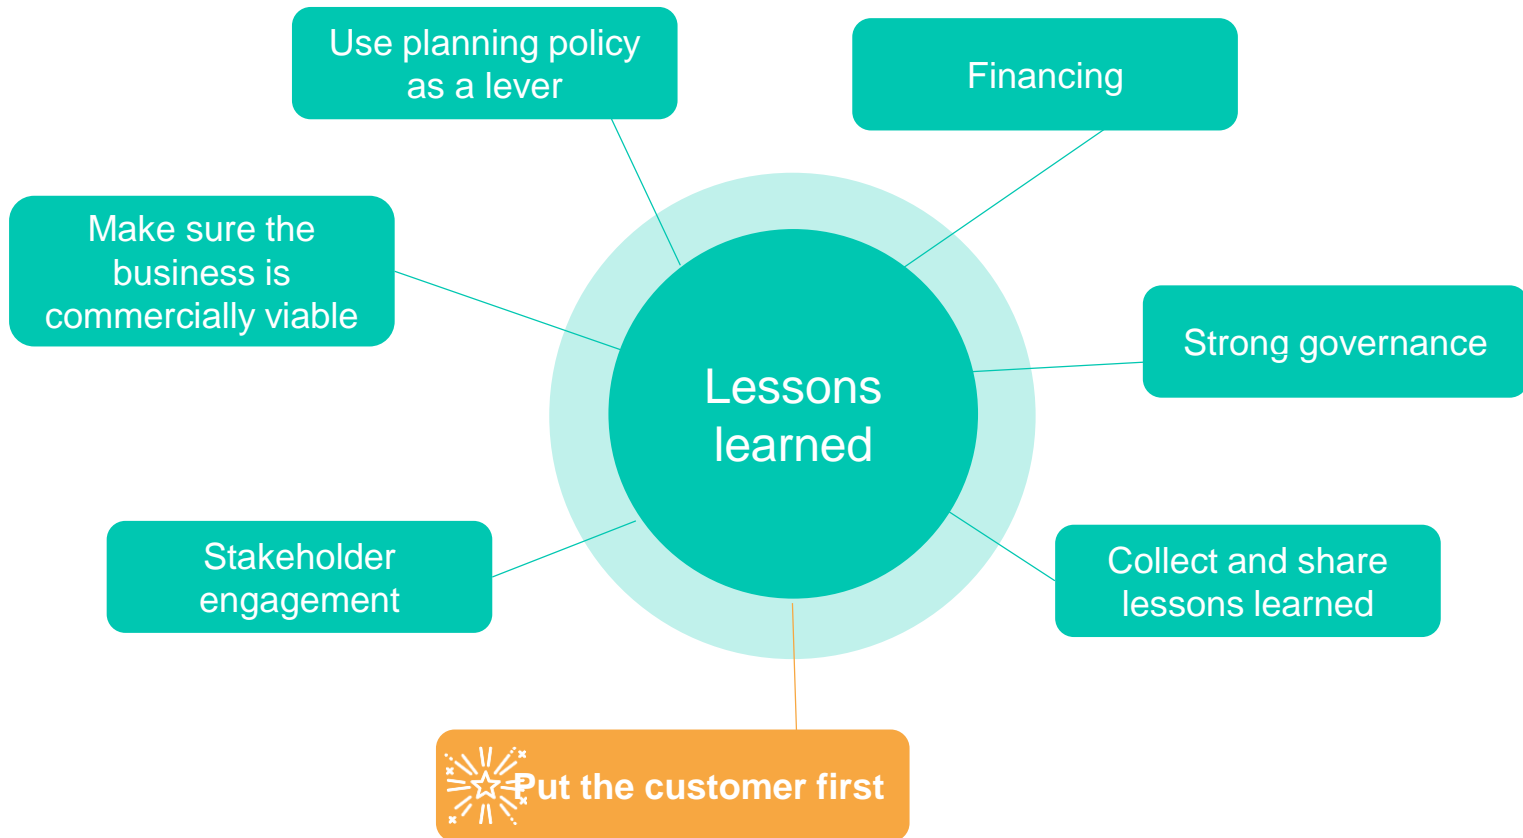 Use planning policy
as a lever
Financing
Make sure the
business is
commercially viable
Strong governance
Lessons
learned
Stakeholder
engagement
Collect and share
lessons learned
Put the customer first